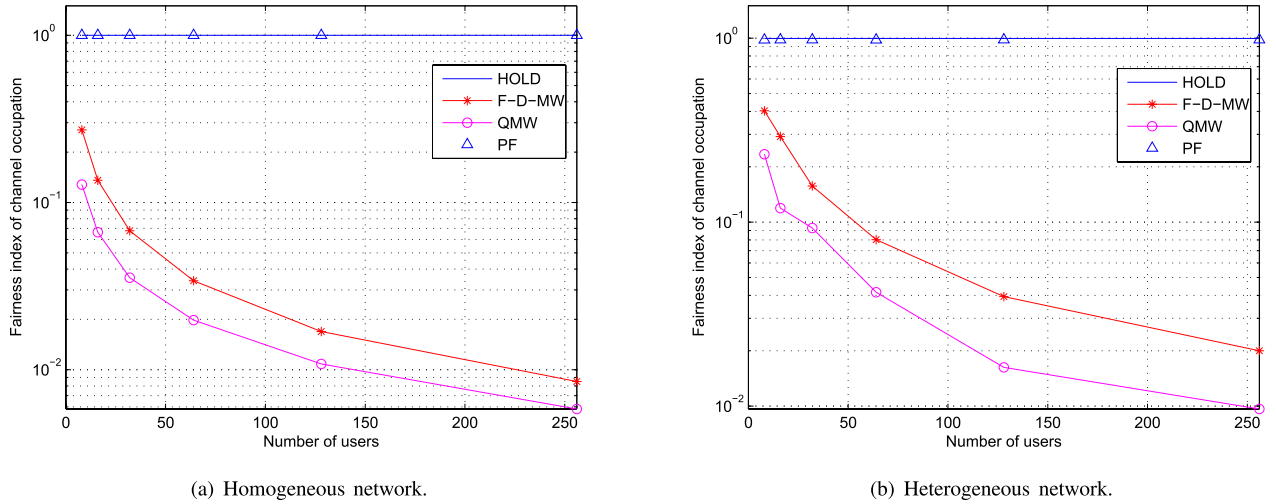 Fairness index of channel occupation
10^0
10^-1
10^-2
0 50 100 150 200 250
Number of users
HOLD
F-D-MW
QMW
PF
(a) Homogeneous network.
Fairness index of channel occupation
10^0
10^-1
10^-2
0 50 100 150 200 250
Number of users
HOLD
F-D-MW
QMW
PF
(b) Heterogeneous network.